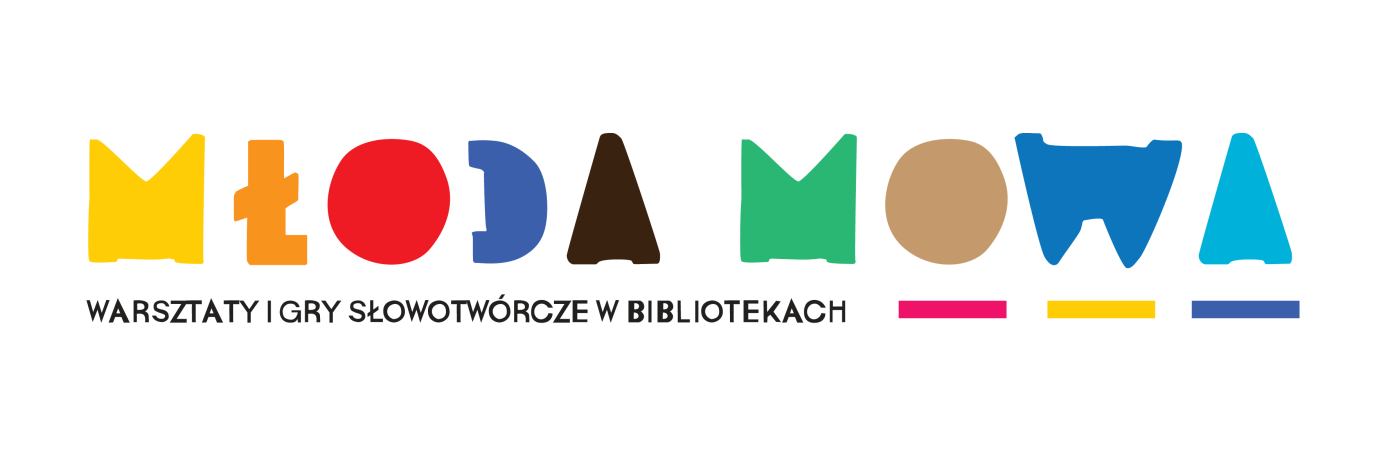 MŁODA MOWA
WARSZTATY I GRY SŁOWOTWÓRCZE W BIBLIOTEKACH